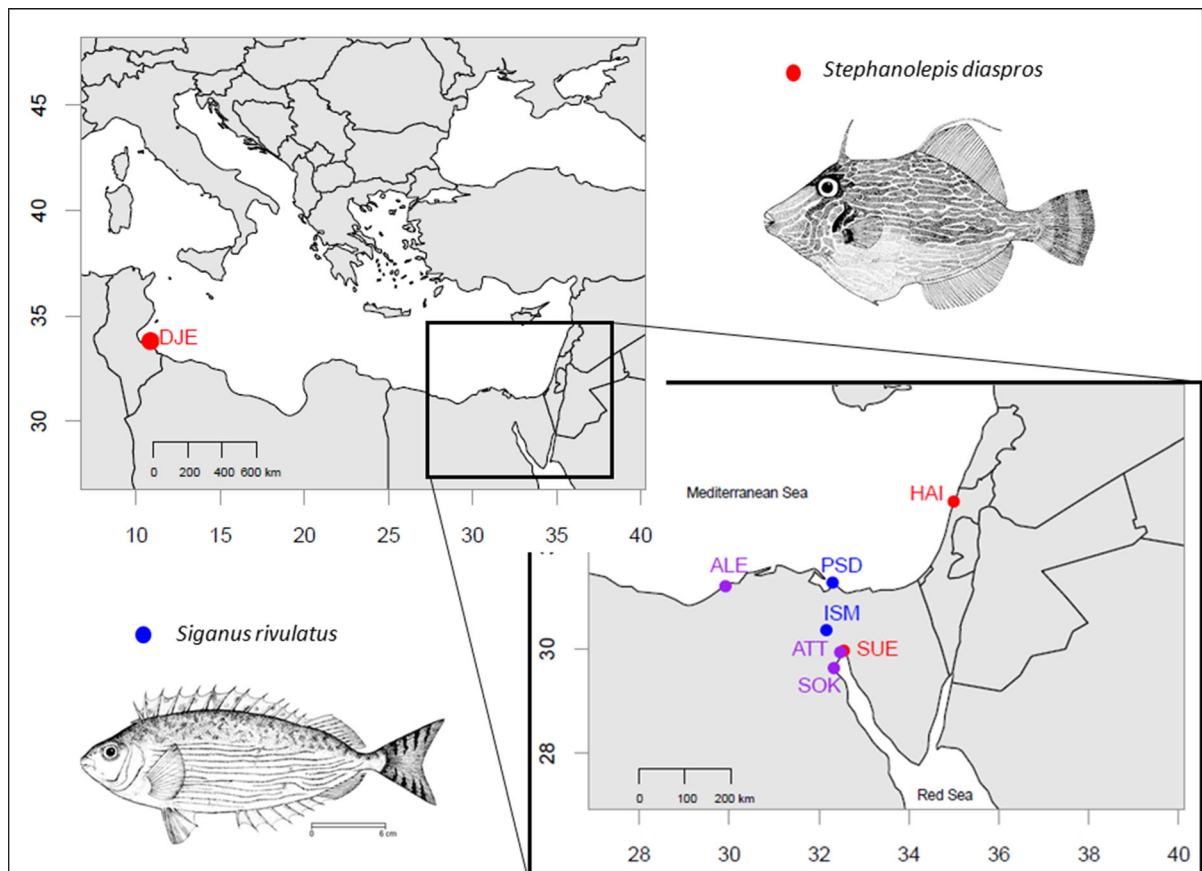 Stephanolepis diaspros
45
40
35
30
DJE
0 200 400 600 km
10 15 20 25 30 35 40
Siganus rivulatus
0 6 cm
Mediterranean Sea
HAI
ALE
PSD
ISM
ATT
SUE
SOK
30
28
0 100 200 km
Red Sea
28 30 32 34 36 38 40